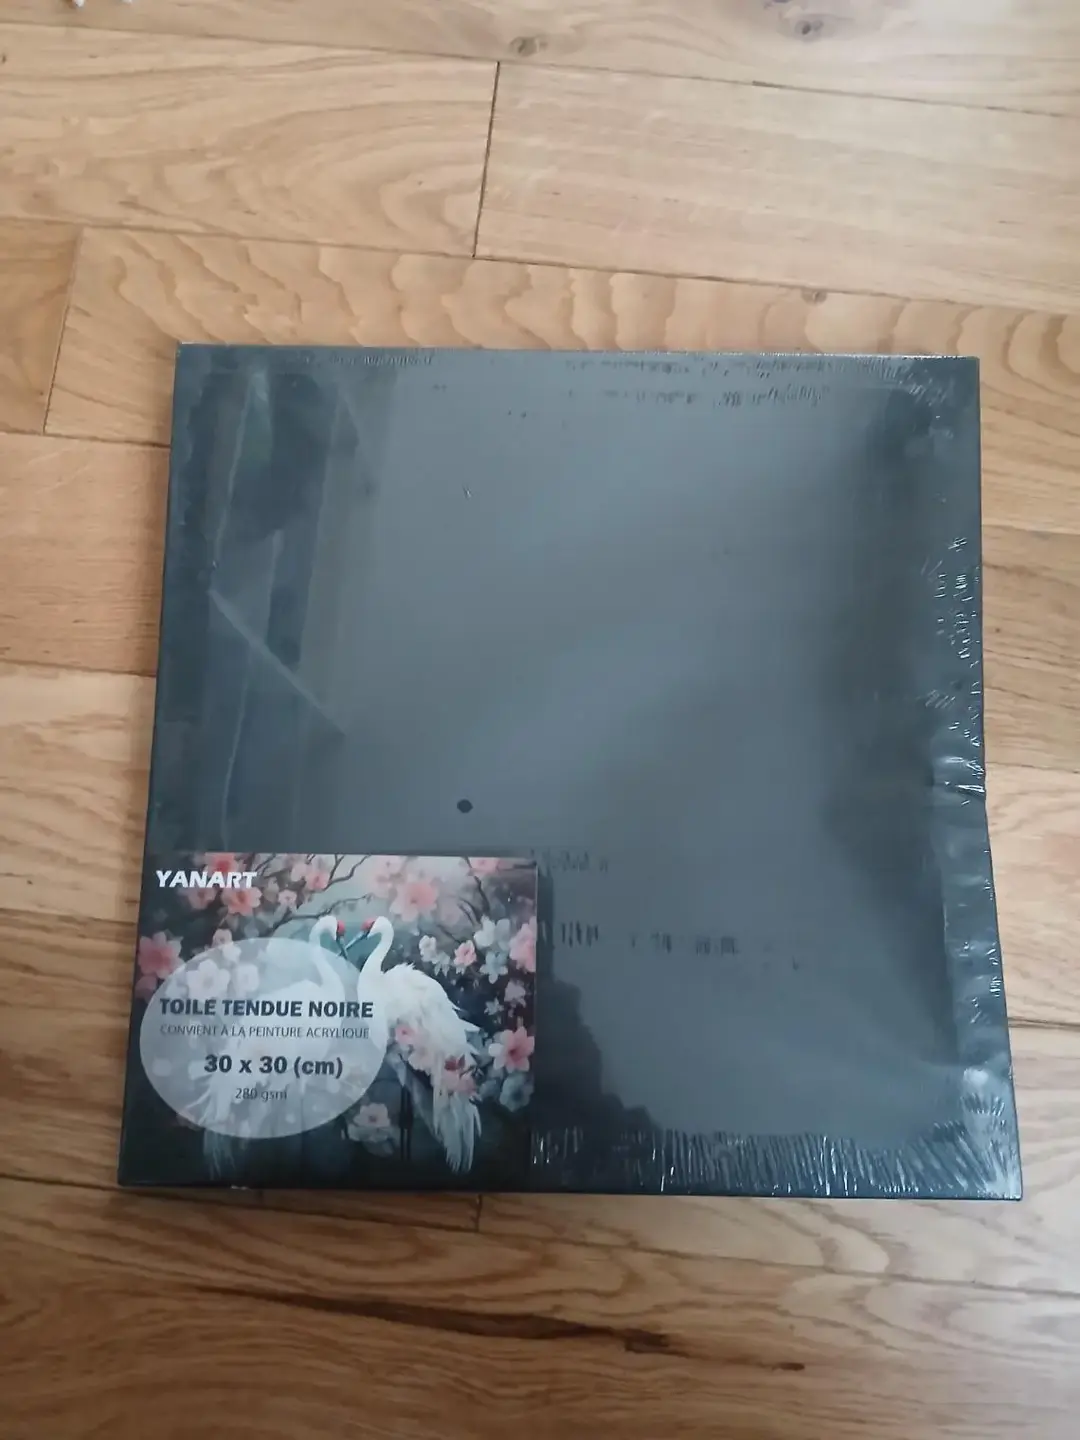 YANART
TOILE TENDUE NOIRE
CONVIENT À LA PEINTURE ACRYLIQUE
30 x 30 (cm)
280 gsm